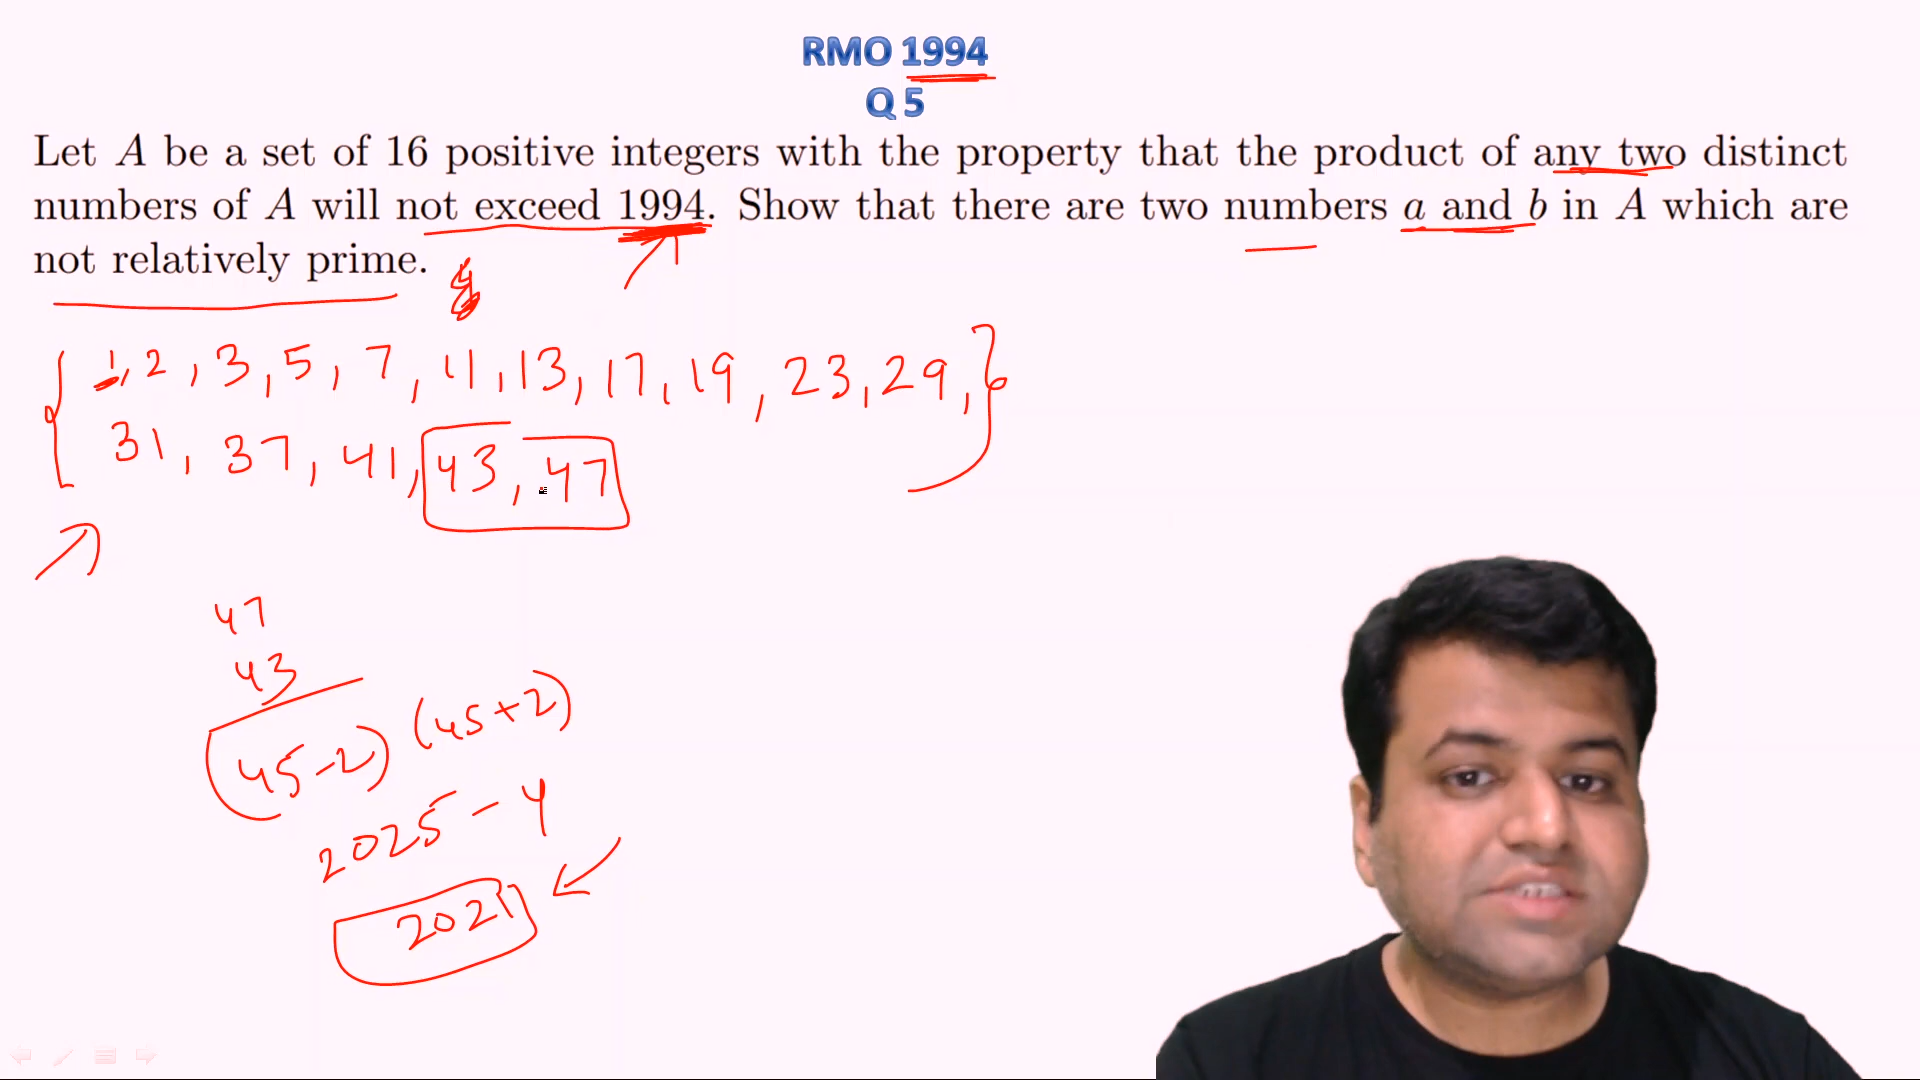 RMO 1994
Q 5
Let A be a set of 16 positive integers with the property that the product of any two distinct
numbers of A will not exceed 1994. Show that there are two numbers a and b in A which are
not relatively prime.
{ 1, 2, 3, 5, 7, 11, 13, 17, 19, 23, 29,
31, 37, 41, 43, 47 }
47
43
(45-2) (45+2)
2025 - 4
2021